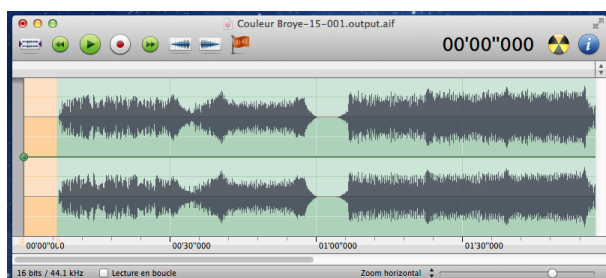 Couleur Broye-15-001.output.aif
00'00"000
00'00"000 00'30"000 01'00"000 01'30"000
16 bits / 44.1 kHz Lecture en boucle Zoom horizontal